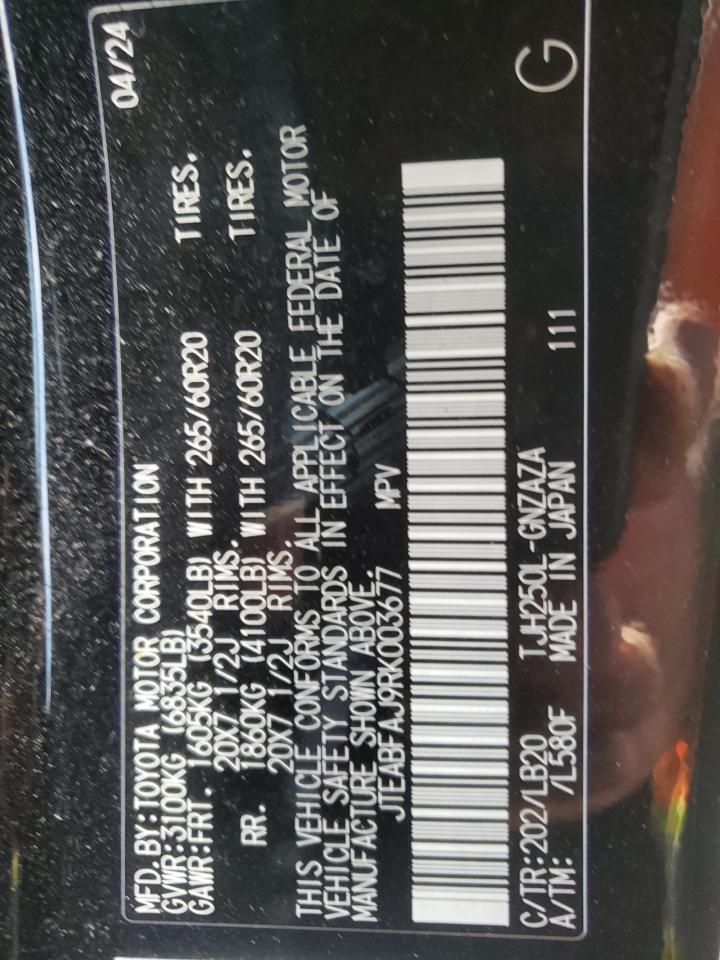 MFD.BY:TOYOTA MOTOR CORPORATION 04/24
GVWR:3100KG (6835LB)
GAWR:FRT. 1605KG (3540LB) WITH 265/60R20 TIRES.
20X7 1/2J RIMS.
RR. 1860KG (4100LB) WITH 265/60R20 TIRES.
20X7 1/2J RIMS.
THIS VEHICLE CONFORMS TO ALL APPLICABLE FEDERAL MOTOR
VEHICLE SAFETY STANDARDS IN EFFECT ON THE DATE OF
MANUFACTURE SHOWN ABOVE.
JTEABFAJ9RK003677 MPV
C/TR:202/LB20 TJH250L-GNZAZA
A/TM: /L580F MADE IN JAPAN 111
G